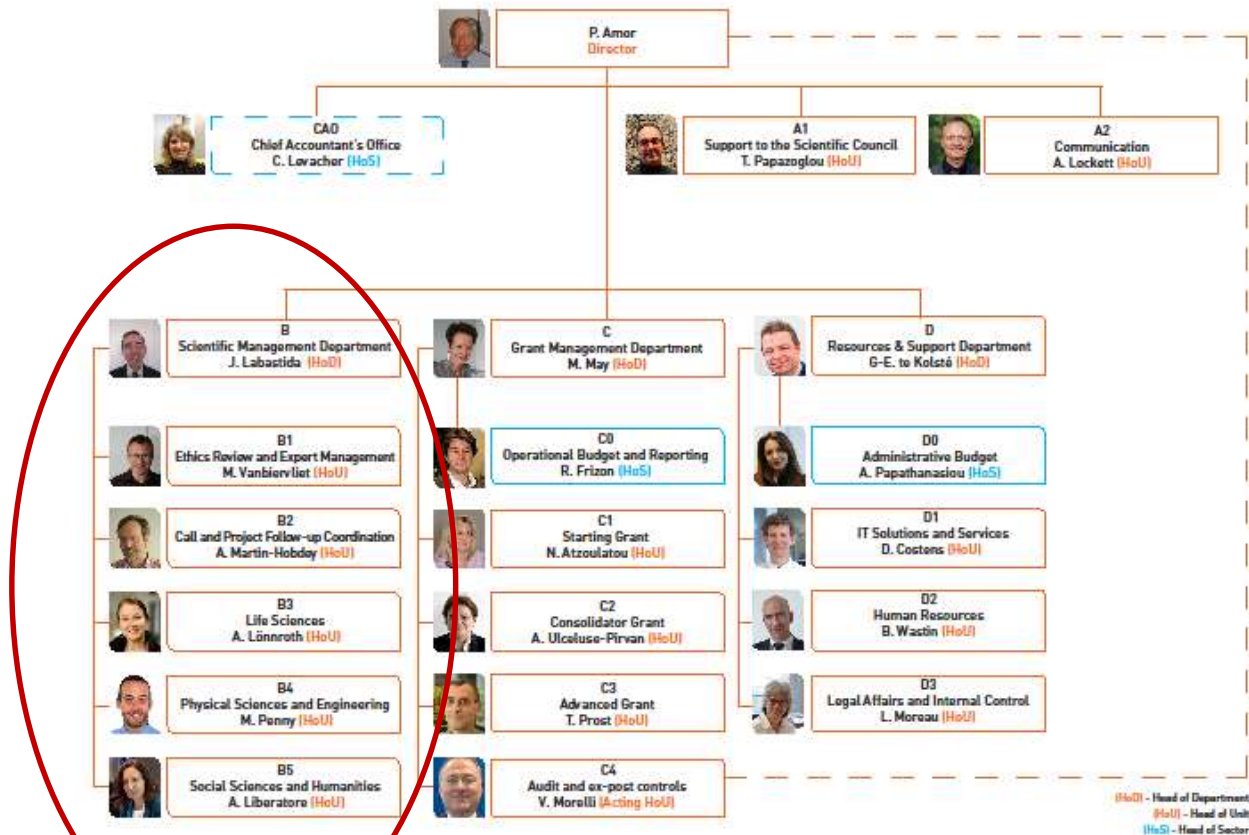 P. Amor
Director
CAO
Chief Accountant's Office
C. Levacher (HoS)
A1
Support to the Scientific Council
T. Papazoglou (HoU)
A2
Communication
A. Lockett (HoU)
B
Scientific Management Department
J. Labastida (HoD)
C
Grant Management Department
M. May (HoD)
D
Resources & Support Department
G-E. te Kolsté (HoD)
B1
Ethics Review and Expert Management
M. Vanbiervliet (HoU)
C0
Operational Budget and Reporting
R. Frizon (HoS)
D0
Administrative Budget
A. Papathanasiou (HoS)
B2
Call and Project Follow-up Coordination
A. Martin-Hobdey (HoU)
C1
Starting Grant
N. Atzoulatou (HoU)
D1
IT Solutions and Services
D. Costens (HoU)
B3
Life Sciences
A. Lönnroth (HoU)
C2
Consolidator Grant
A. Ulceluse-Pirvan (HoU)
D2
Human Resources
B. Wastin (HoU)
B4
Physical Sciences and Engineering
M. Penny (HoU)
C3
Advanced Grant
T. Prost (HoU)
D3
Legal Affairs and Internal Control
L. Moreau (HoU)
B5
Social Sciences and Humanities
A. Liberatore (HoU)
C4
Audit and ex-post controls
V. Morelli (Acting HoU)
(HoD) - Head of Department
(HoU) - Head of Unit
(HoS) - Head of Sector